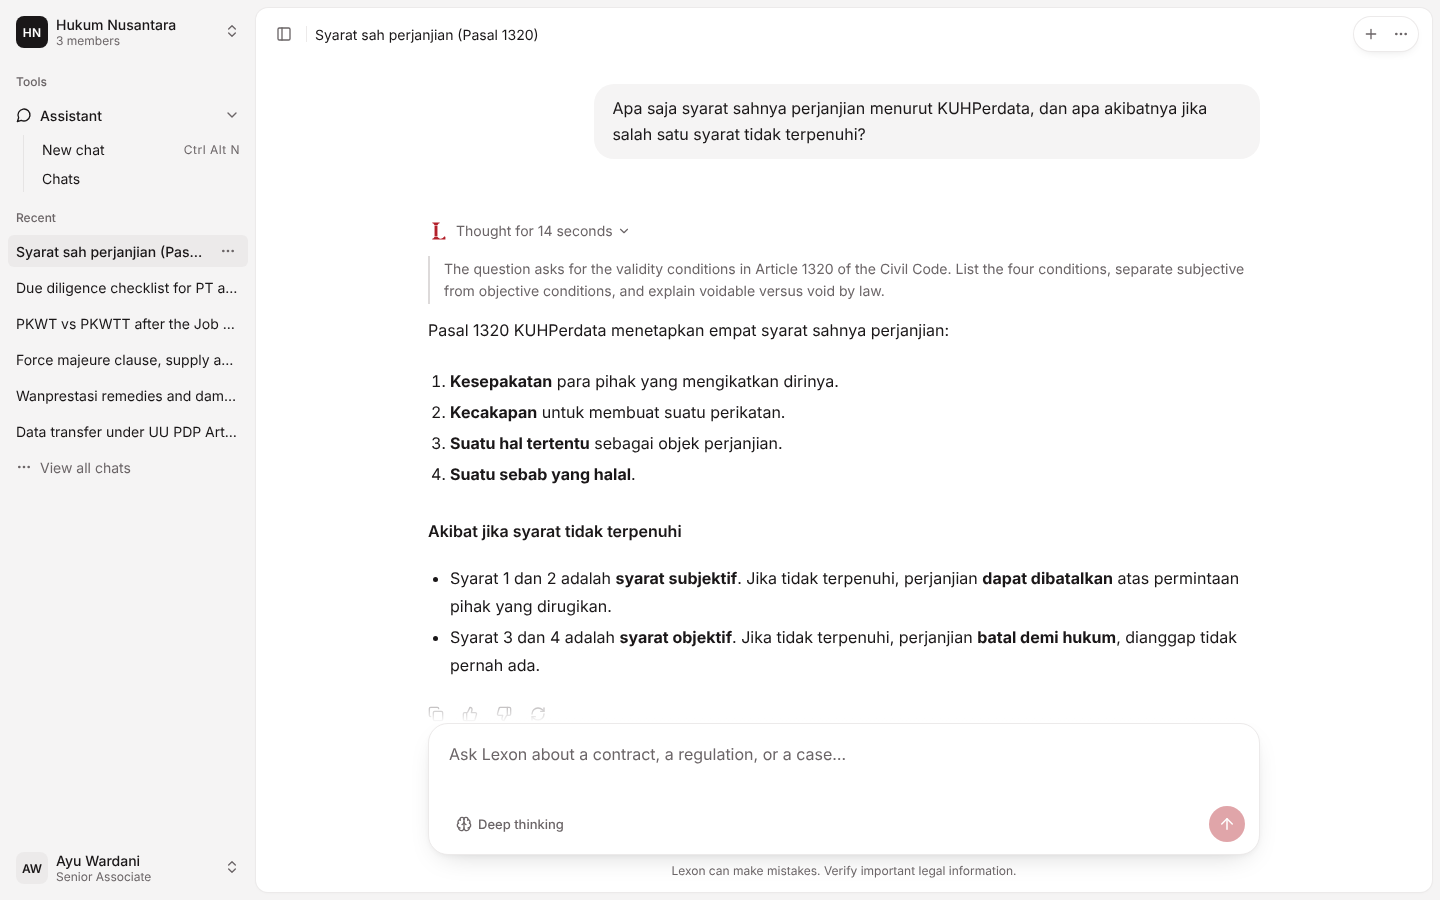 HN
Hukum Nusantara
3 members
Tools
Assistant
New chat Ctrl Alt N
Chats
Recent
Syarat sah perjanjian (Pas...
Due diligence checklist for PT a...
PKWT vs PKWTT after the Job ...
Force majeure clause, supply a...
Wanprestasi remedies and dam...
Data transfer under UU PDP Art...
View all chats
AW
Ayu Wardani
Senior Associate
Syarat sah perjanjian (Pasal 1320)
Apa saja syarat sahnya perjanjian menurut KUHPerdata, dan apa akibatnya jika
salah satu syarat tidak terpenuhi?
L Thought for 14 seconds
The question asks for the validity conditions in Article 1320 of the Civil Code. List the four conditions, separate subjective
from objective conditions, and explain voidable versus void by law.
Pasal 1320 KUHPerdata menetapkan empat syarat sahnya perjanjian:
1. Kesepakatan para pihak yang mengikatkan dirinya.
2. Kecakapan untuk membuat suatu perikatan.
3. Suatu hal tertentu sebagai objek perjanjian.
4. Suatu sebab yang halal.
Akibat jika syarat tidak terpenuhi
• Syarat 1 dan 2 adalah syarat subjektif. Jika tidak terpenuhi, perjanjian dapat dibatalkan atas permintaan
pihak yang dirugikan.
• Syarat 3 dan 4 adalah syarat objektif. Jika tidak terpenuhi, perjanjian batal demi hukum, dianggap tidak
pernah ada.
Ask Lexon about a contract, a regulation, or a case...
Deep thinking
Lexon can make mistakes. Verify important legal information.